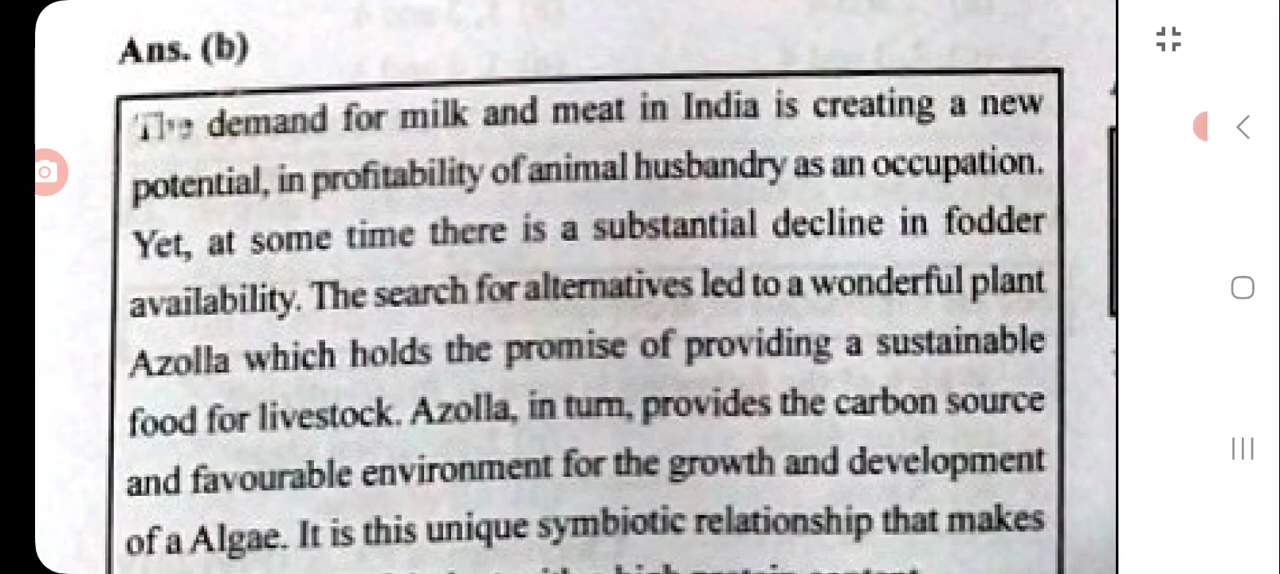 Ans. (b)
The demand for milk and meat in India is creating a new
potential, in profitability of animal husbandry as an occupation.
Yet, at some time there is a substantial decline in fodder
availability. The search for alternatives led to a wonderful plant
Azolla which holds the promise of providing a sustainable
food for livestock. Azolla, in turn, provides the carbon source
and favourable environment for the growth and development
of a Algae. It is this unique symbiotic relationship that makes
high protein content